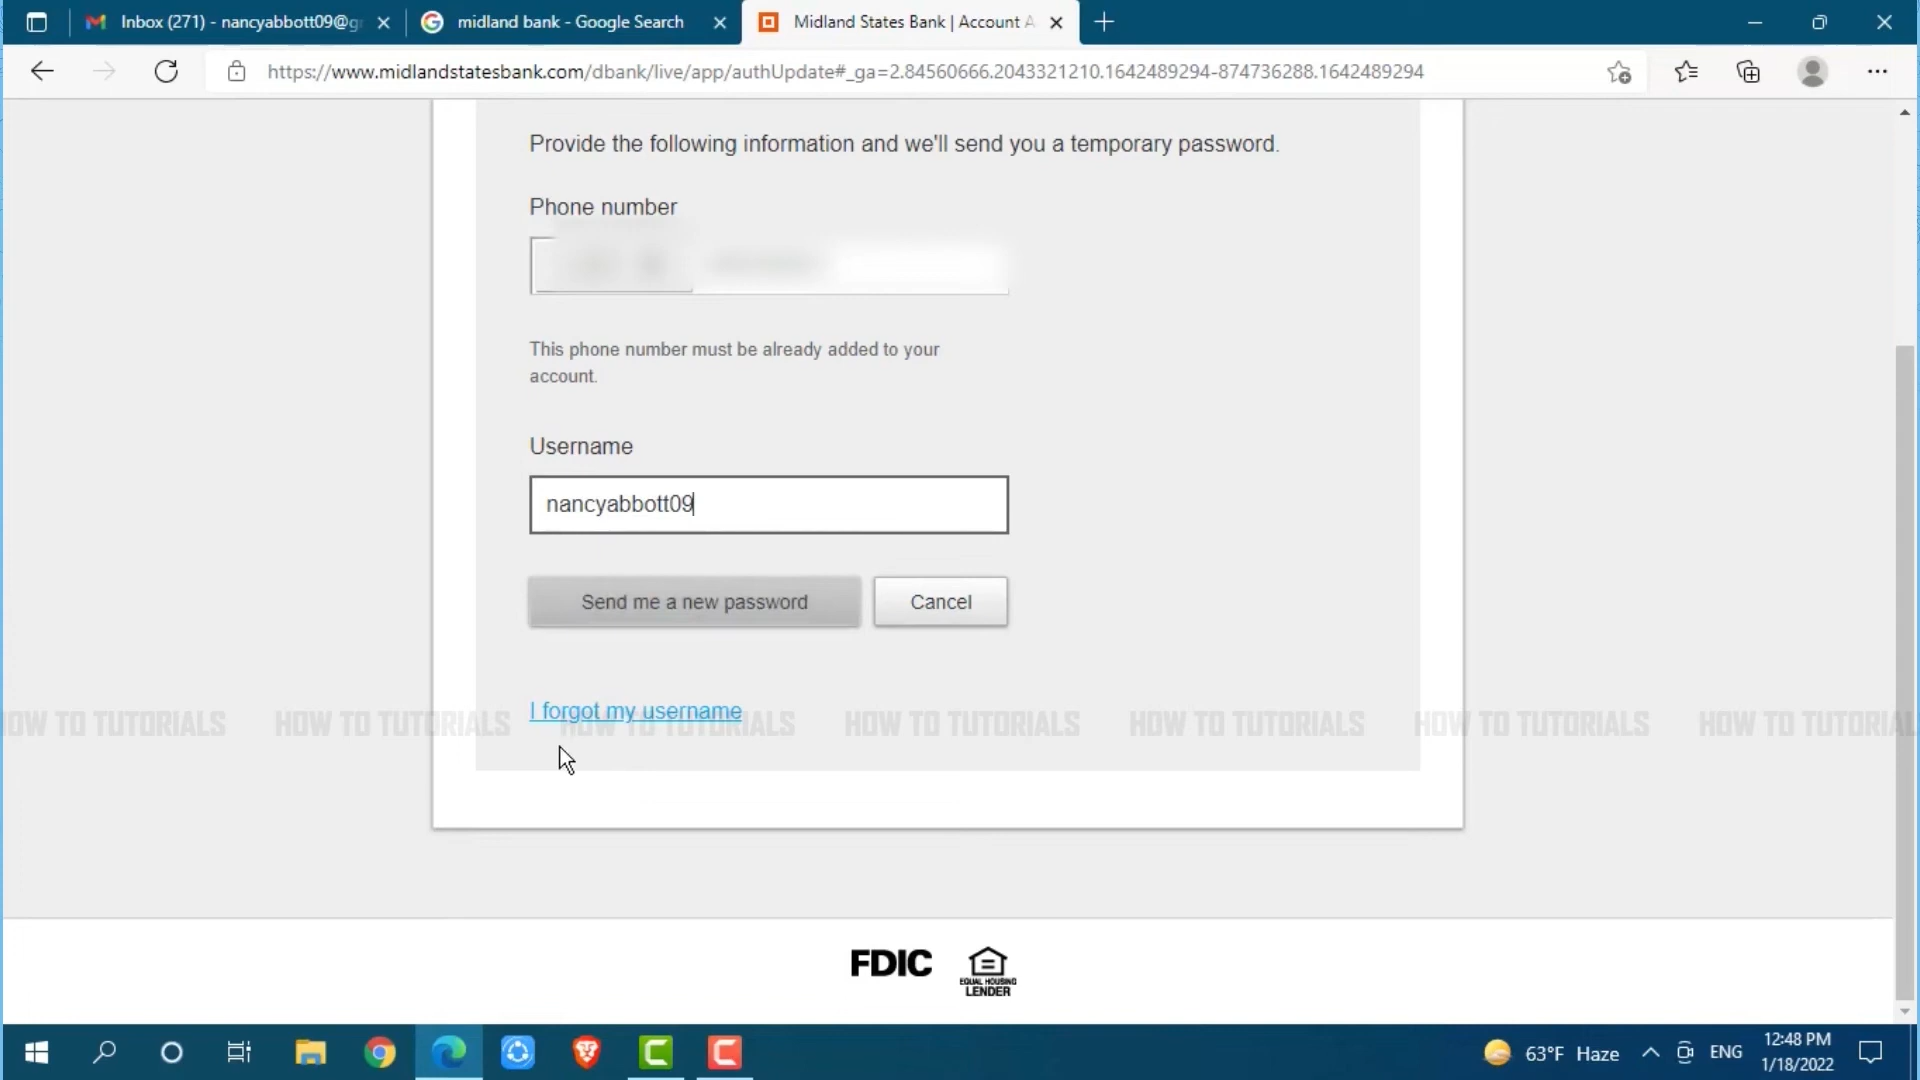 Inbox (271) - nancyabbott09@g
midland bank - Google Search
Midland States Bank | Account A
https://www.midlandstatesbank.com/dbank/live/app/authUpdate#_ga=2.84560666.2043321210.1642489294-874736288.1642489294
Provide the following information and we'll send you a temporary password.
Phone number
This phone number must be already added to your
account.
Username
nancyabbott09
Send me a new password
Cancel
I forgot my username
OW TO TUTORIALS HOW TO TUTORIALS HOW TO TUTORIALS HOW TO TUTORIALS HOW TO TUTORIALS HOW TO TUTORIALS HOW TO TUTORIAL
FDIC
EQUAL HOUSING
LENDER
63°F Haze
ENG
12:48 PM
1/18/2022